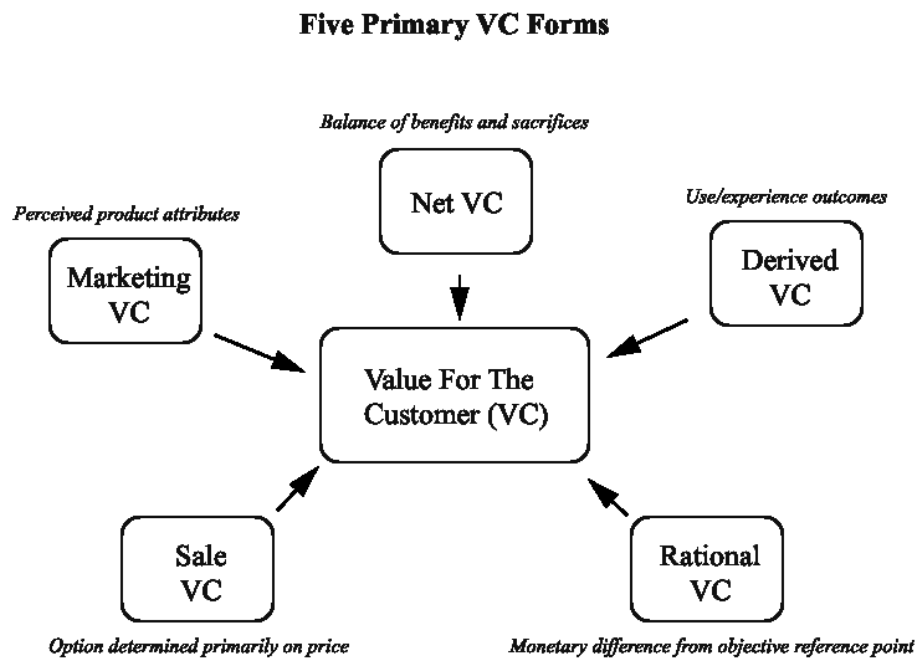 Five Primary VC Forms
Balance of benefits and sacrifices
Net VC
Perceived product attributes
Marketing
VC
Use/experience outcomes
Derived
VC
Value For The
Customer (VC)
Sale
VC
Option determined primarily on price
Rational
VC
Monetary difference from objective reference point